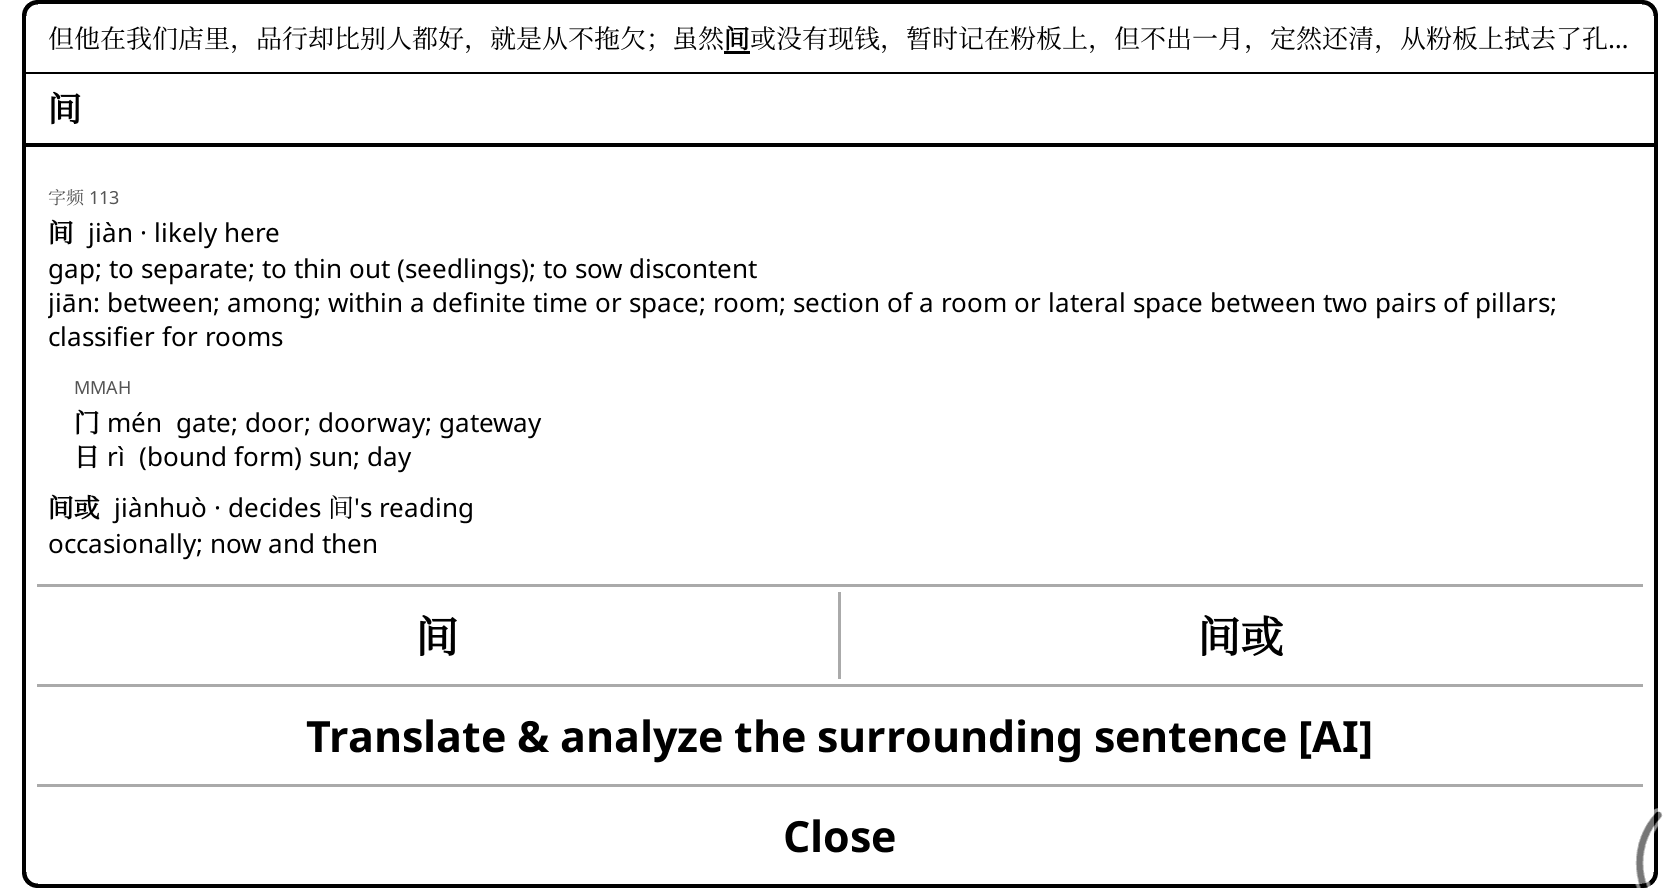 但他在我们店里，品行却比别人都好，就是从不拖欠；虽然间或没有现钱，暂时记在粉板上，但不出一月，定然还清，从粉板上拭去了孔…
间
字频 113
间 jiàn · likely here
gap; to separate; to thin out (seedlings); to sow discontent
jiān: between; among; within a definite time or space; room; section of a room or lateral space between two pairs of pillars;
classifier for rooms
MMAH
门 mén gate; door; doorway; gateway
日 rì (bound form) sun; day
间或 jiànhuò · decides 间's reading
occasionally; now and then
间 间或
Translate & analyze the surrounding sentence [AI]
Close